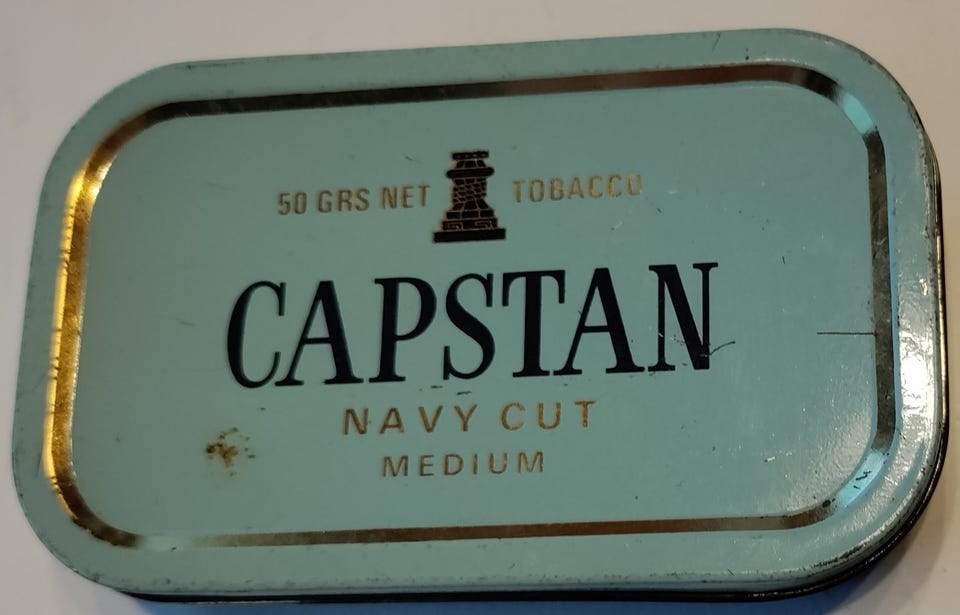 50 GRS NET TOBACCO
CAPSTAN
NAVY CUT
MEDIUM